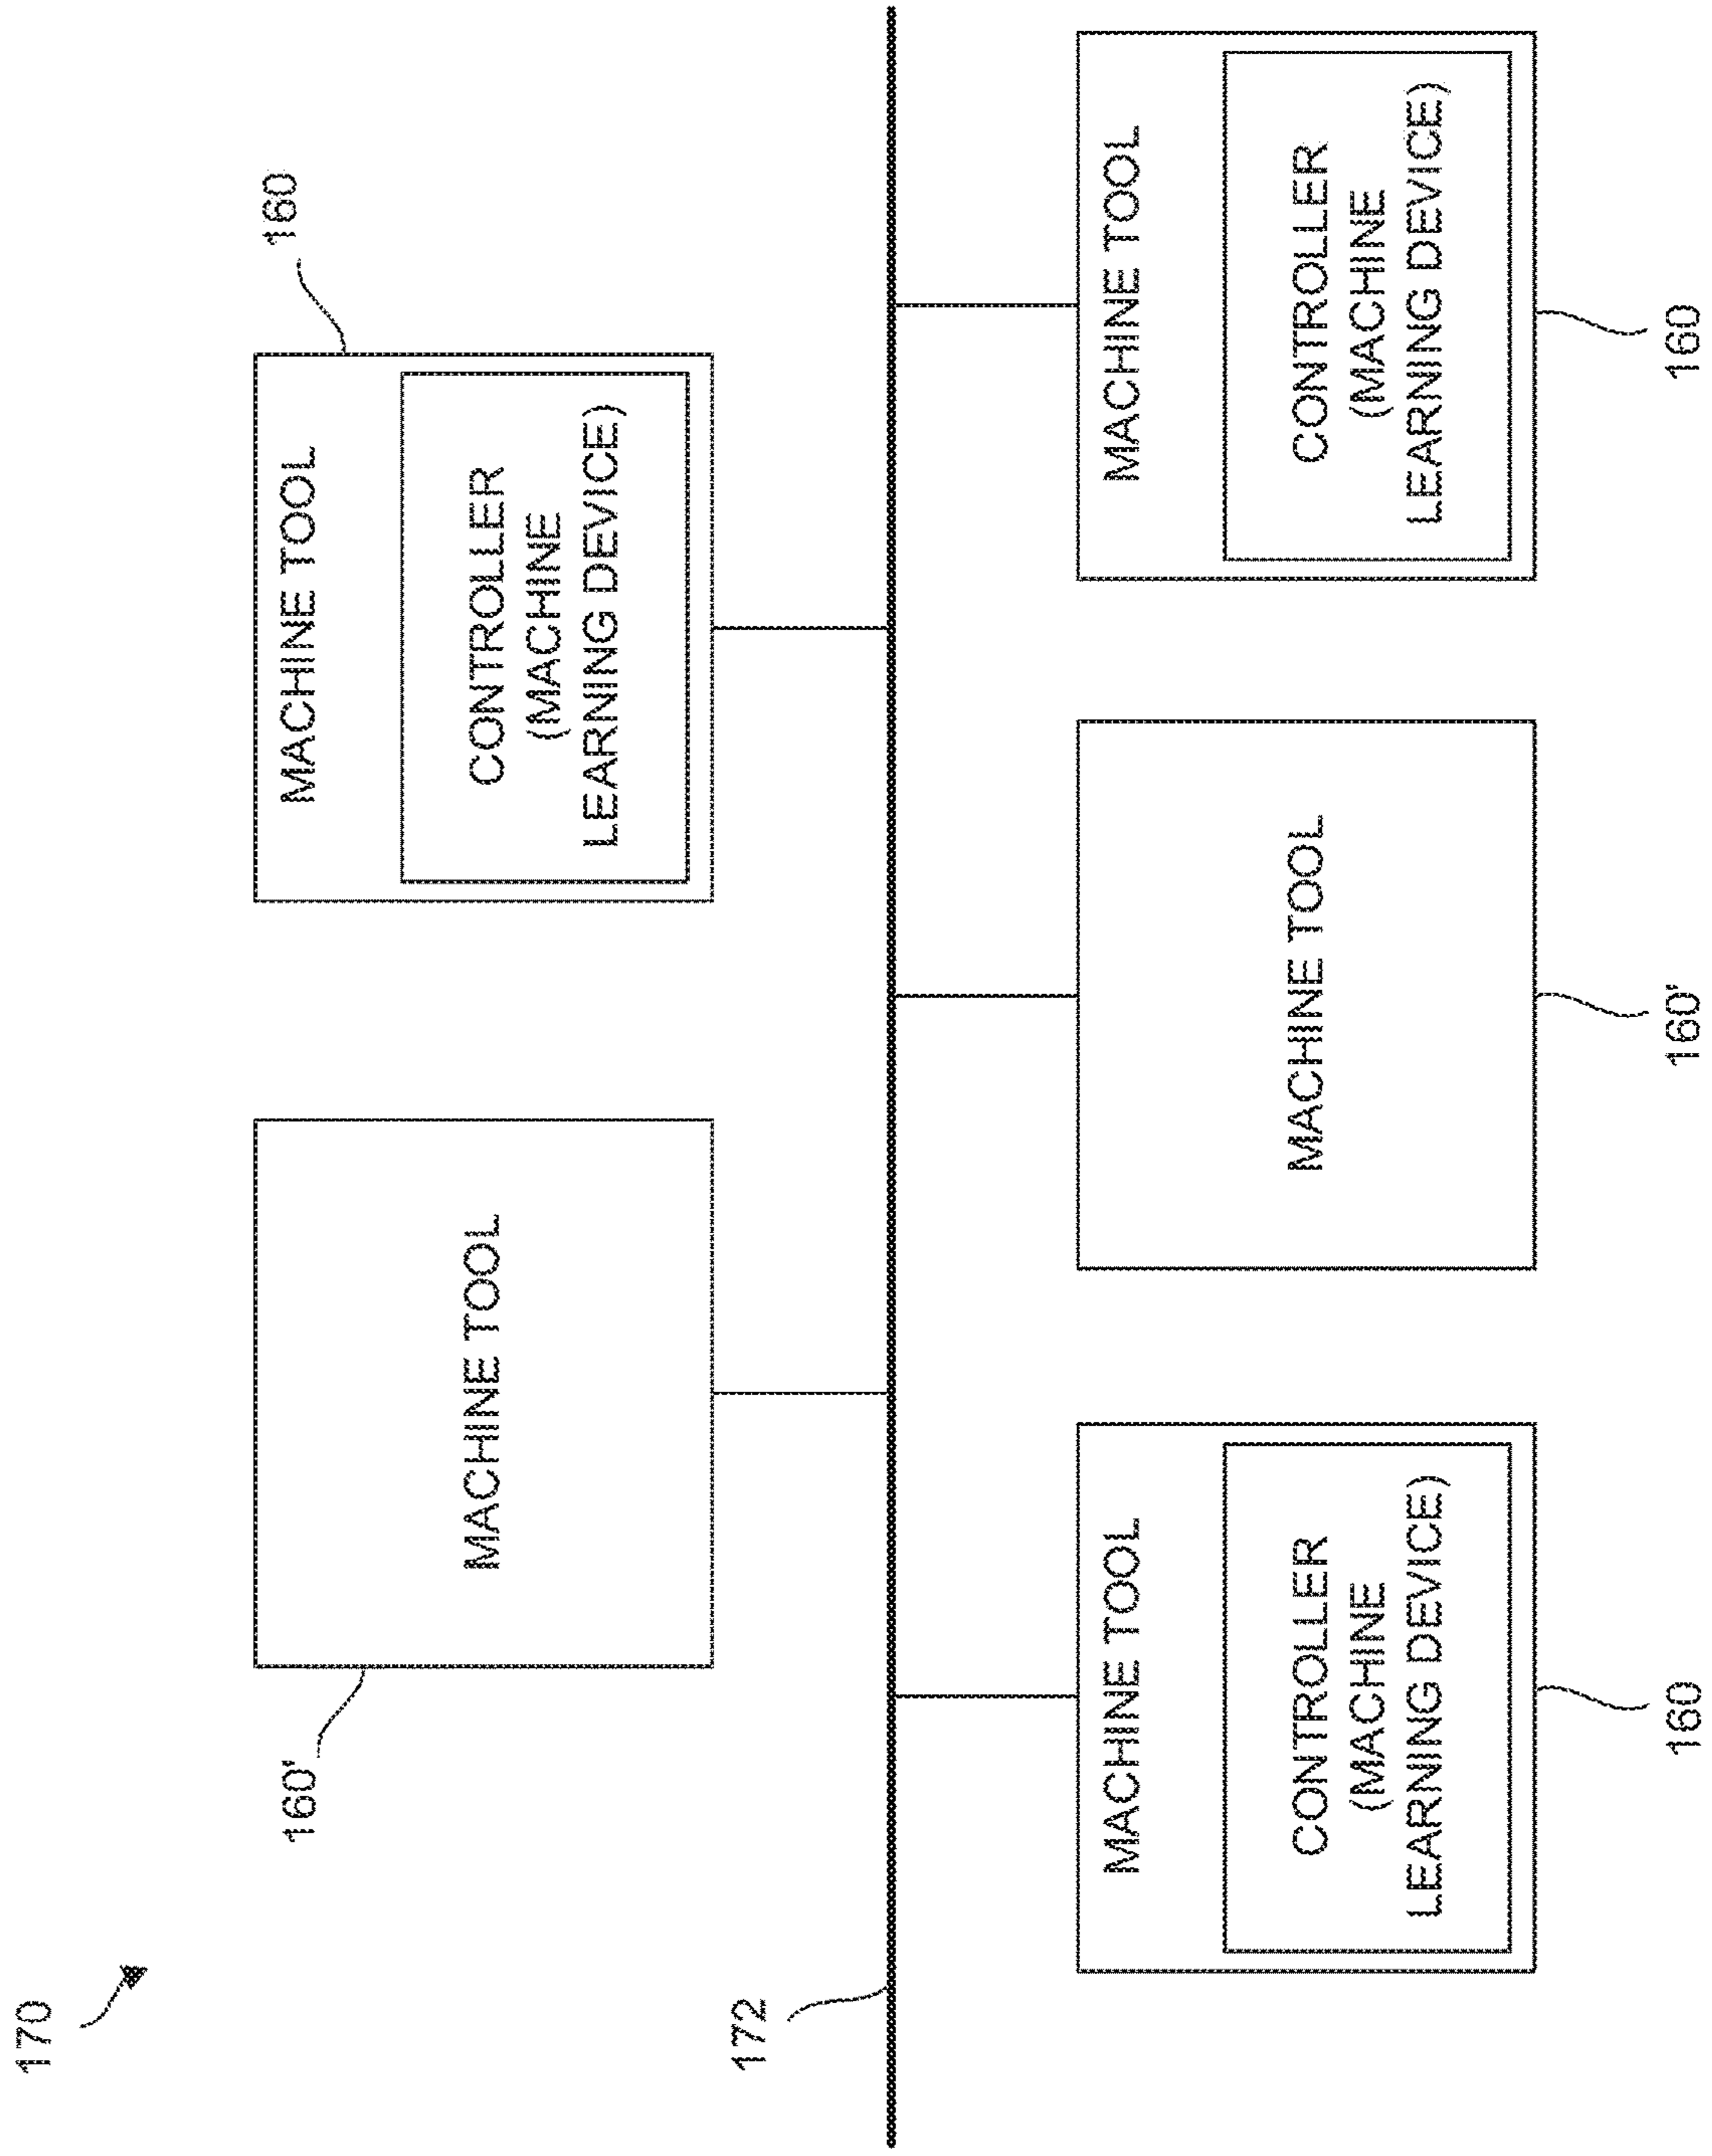 170
160'
MACHINE TOOL
160
MACHINE TOOL
CONTROLLER
(MACHINE
LEARNING DEVICE)
172
MACHINE TOOL
CONTROLLER
(MACHINE
LEARNING DEVICE)
160
MACHINE TOOL
160'
MACHINE TOOL
CONTROLLER
(MACHINE
LEARNING DEVICE)
160